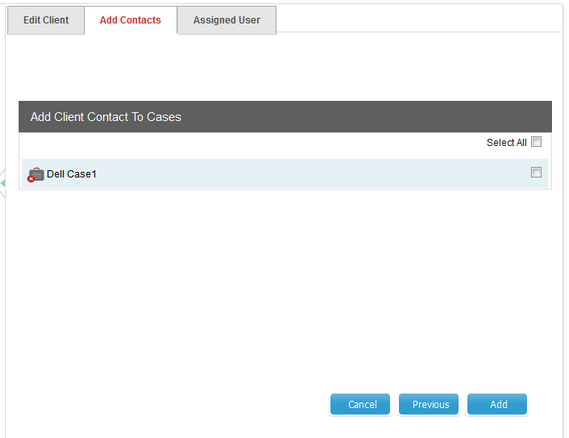 Edit Client
Add Contacts
Assigned User
Add Client Contact To Cases
Select All
Dell Case1
Cancel
Previous
Add